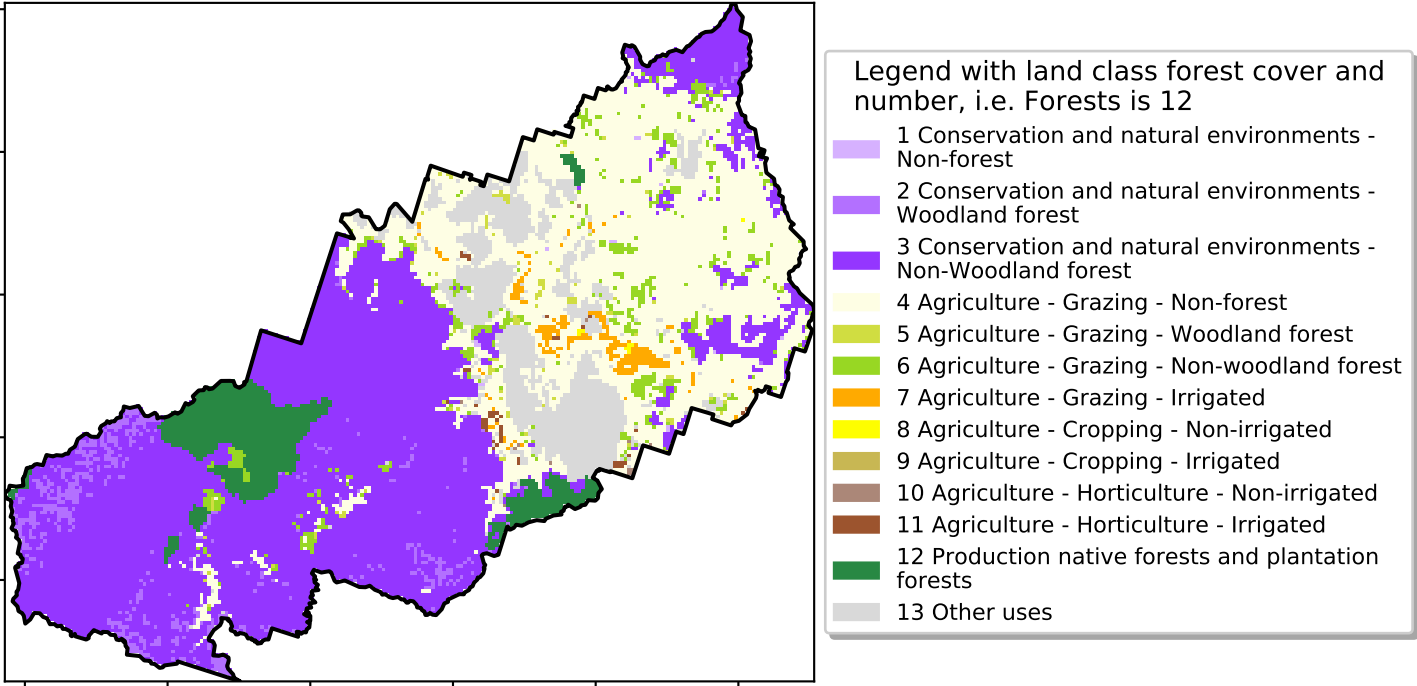 Legend with land class forest cover and
number, i.e. Forests is 12
1 Conservation and natural environments -
Non-forest
2 Conservation and natural environments -
Woodland forest
3 Conservation and natural environments -
Non-Woodland forest
4 Agriculture - Grazing - Non-forest
5 Agriculture - Grazing - Woodland forest
6 Agriculture - Grazing - Non-woodland forest
7 Agriculture - Grazing - Irrigated
8 Agriculture - Cropping - Non-irrigated
9 Agriculture - Cropping - Irrigated
10 Agriculture - Horticulture - Non-irrigated
11 Agriculture - Horticulture - Irrigated
12 Production native forests and plantation
forests
13 Other uses